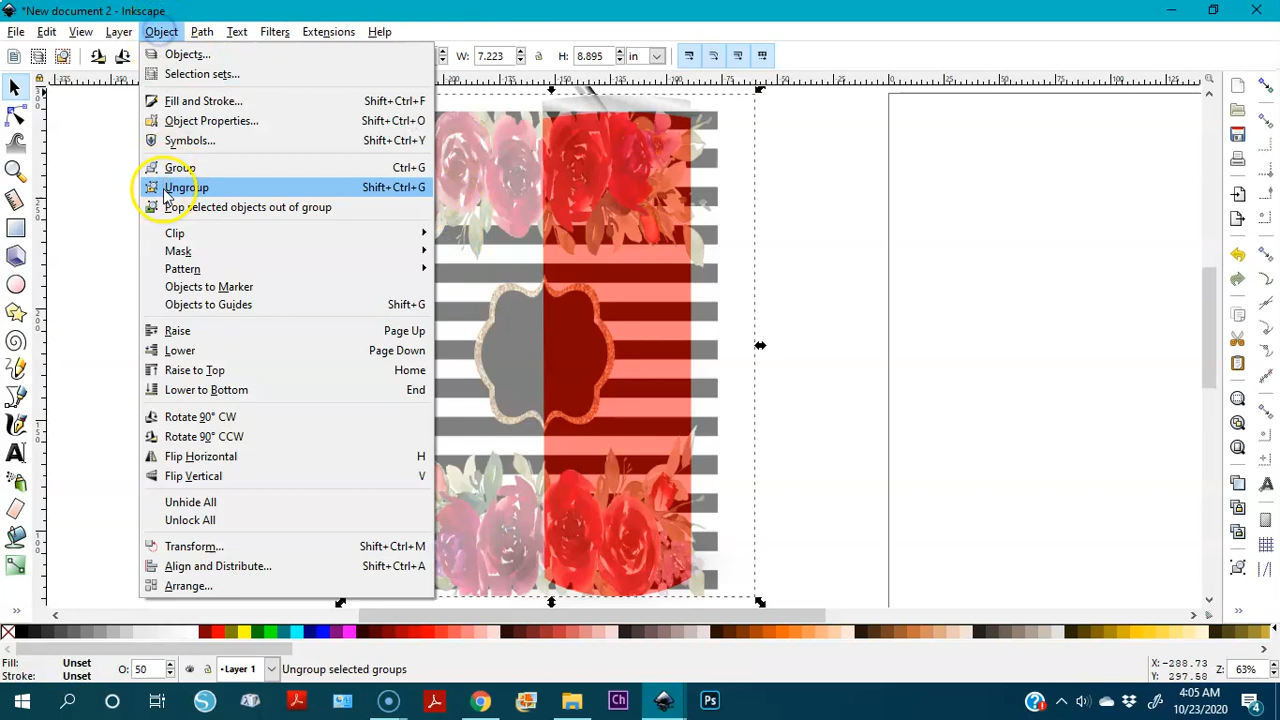 *New document 2 - Inkscape
File Edit View Layer Object Path Text Filters Extensions Help
W: 7.223 H: 8.895 in
Objects...
Selection sets...
Fill and Stroke... Shift+Ctrl+F
Object Properties... Shift+Ctrl+O
Symbols... Shift+Ctrl+Y
Group Ctrl+G
Ungroup Shift+Ctrl+G
Pop selected objects out of group
Clip
Mask
Pattern
Objects to Marker
Objects to Guides Shift+G
Raise Page Up
Lower Page Down
Raise to Top Home
Lower to Bottom End
Rotate 90° CW
Rotate 90° CCW
Flip Horizontal H
Flip Vertical V
Unhide All
Unlock All
Transform... Shift+Ctrl+M
Align and Distribute... Shift+Ctrl+A
Arrange...
Fill: Unset
Stroke: Unset
O: 50
Layer 1
Ungroup selected groups
X: -288.73
Y: 297.58
Z: 63%
Ch Ps
4:05 AM
10/23/2020
4